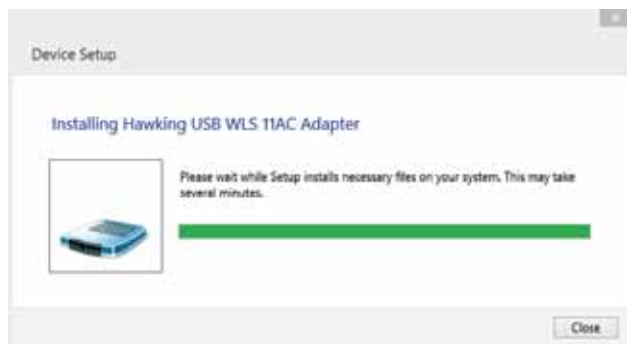 Device Setup
Installing Hawking USB WLS 11AC Adapter
Please wait while Setup installs necessary files on your system. This may take
several minutes.
Close